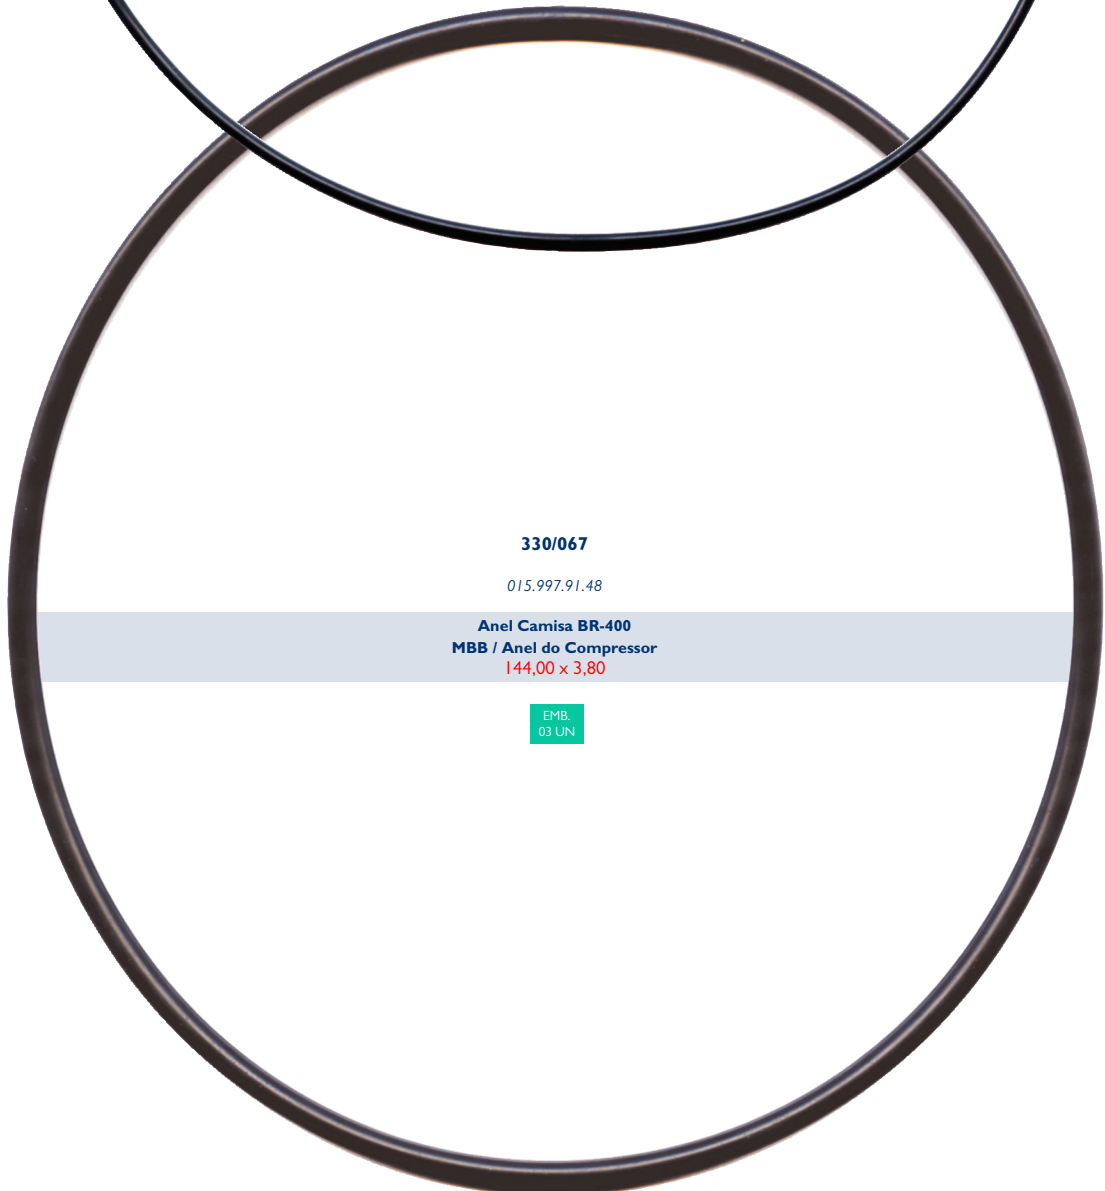 330/067
015.997.91.48
Anel Camisa BR-400
MBB / Anel do Compressor
144,00 x 3,80
EMB.
03 UN